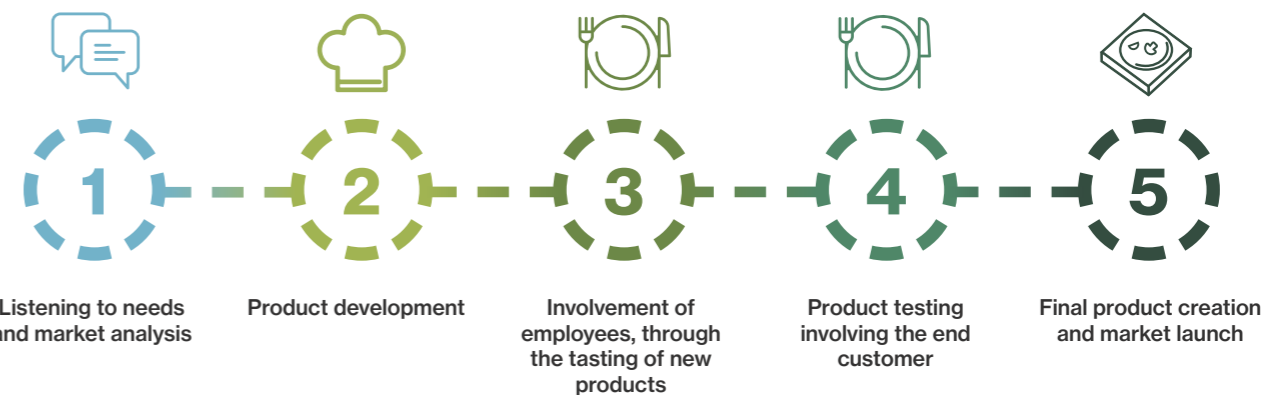 1
2
3
4
5
Listening to needs
and market analysis
Product development
Involvement of
employees, through
the tasting of new
products
Product testing
involving the end
customer
Final product creation
and market launch